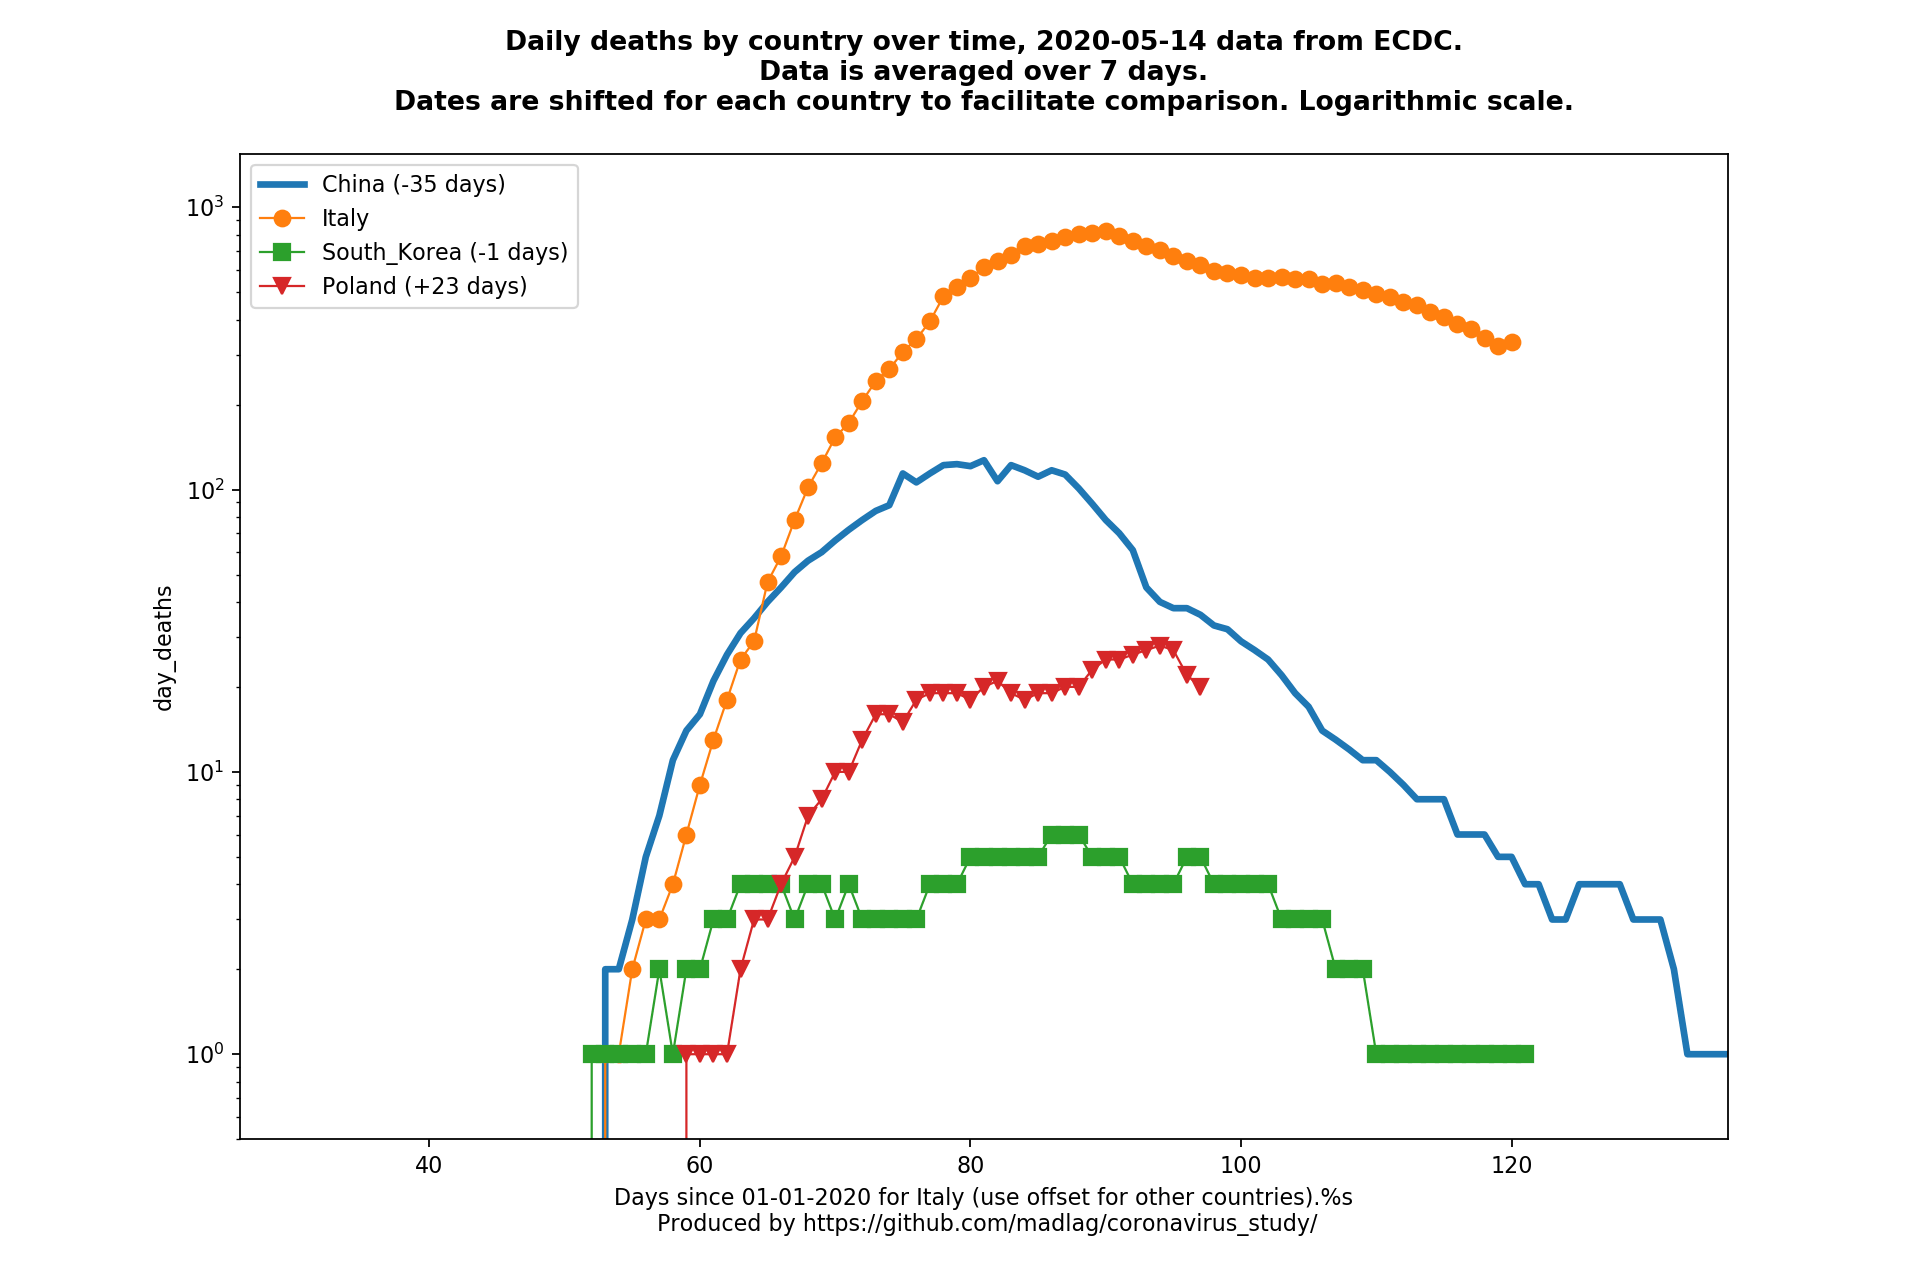 Daily deaths by country over time, 2020-05-14 data from ECDC.
Data is averaged over 7 days.
Dates are shifted for each country to facilitate comparison. Logarithmic scale.
China (-35 days)
Italy
South_Korea (-1 days)
Poland (+23 days)
10³
10²
10¹
10⁰
day_deaths
40 60 80 100 120
Days since 01-01-2020 for Italy (use offset for other countries).%s
Produced by https://github.com/madlag/coronavirus_study/